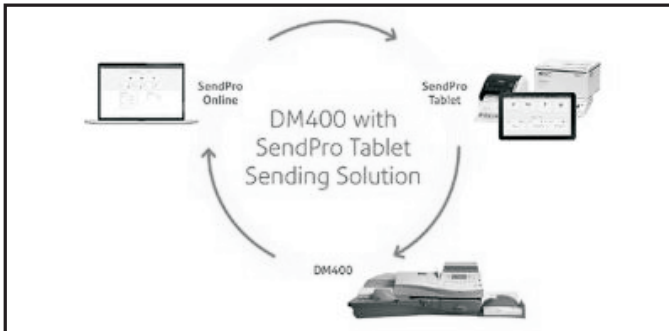 SendPro
Online
SendPro
Tablet
DM400 with
SendPro Tablet
Sending Solution
DM400